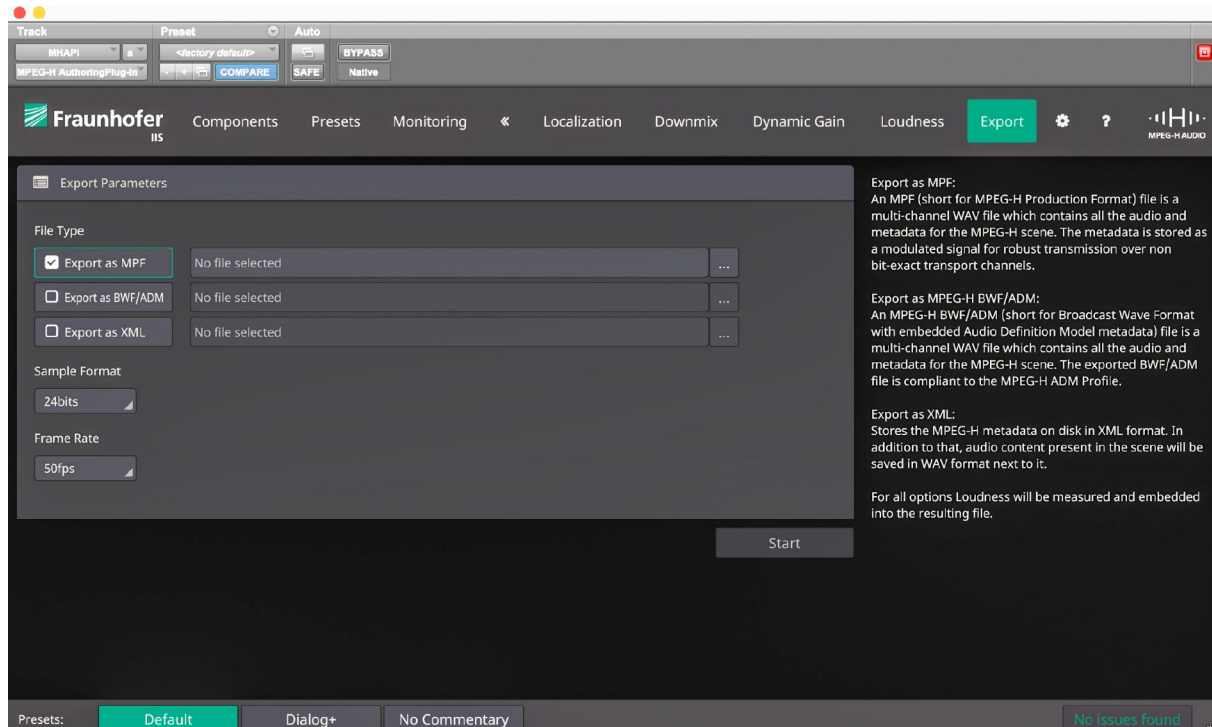 Track Preset Auto
MHAPI a <factory default> BYPASS
MPEG-H AuthoringPlug-In - + COMPARE SAFE Native
Fraunhofer
IIS
Components Presets Monitoring « Localization Downmix Dynamic Gain Loudness Export ?
MPEG-H AUDIO
Export Parameters
File Type
Export as MPF No file selected ...
Export as BWF/ADM No file selected ...
Export as XML No file selected ...
Sample Format
24bits
Frame Rate
50fps
Start
Export as MPF:
An MPF (short for MPEG-H Production Format) file is a
multi-channel WAV file which contains all the audio and
metadata for the MPEG-H scene. The metadata is stored as
a modulated signal for robust transmission over non
bit-exact transport channels.
Export as MPEG-H BWF/ADM:
An MPEG-H BWF/ADM (short for Broadcast Wave Format
with embedded Audio Definition Model metadata) file is a
multi-channel WAV file which contains all the audio and
metadata for the MPEG-H scene. The exported BWF/ADM
file is compliant to the MPEG-H ADM Profile.
Export as XML:
Stores the MPEG-H metadata on disk in XML format. In
addition to that, audio content present in the scene will be
saved in WAV format next to it.
For all options Loudness will be measured and embedded
into the resulting file.
Presets: Default Dialog+ No Commentary No issues found